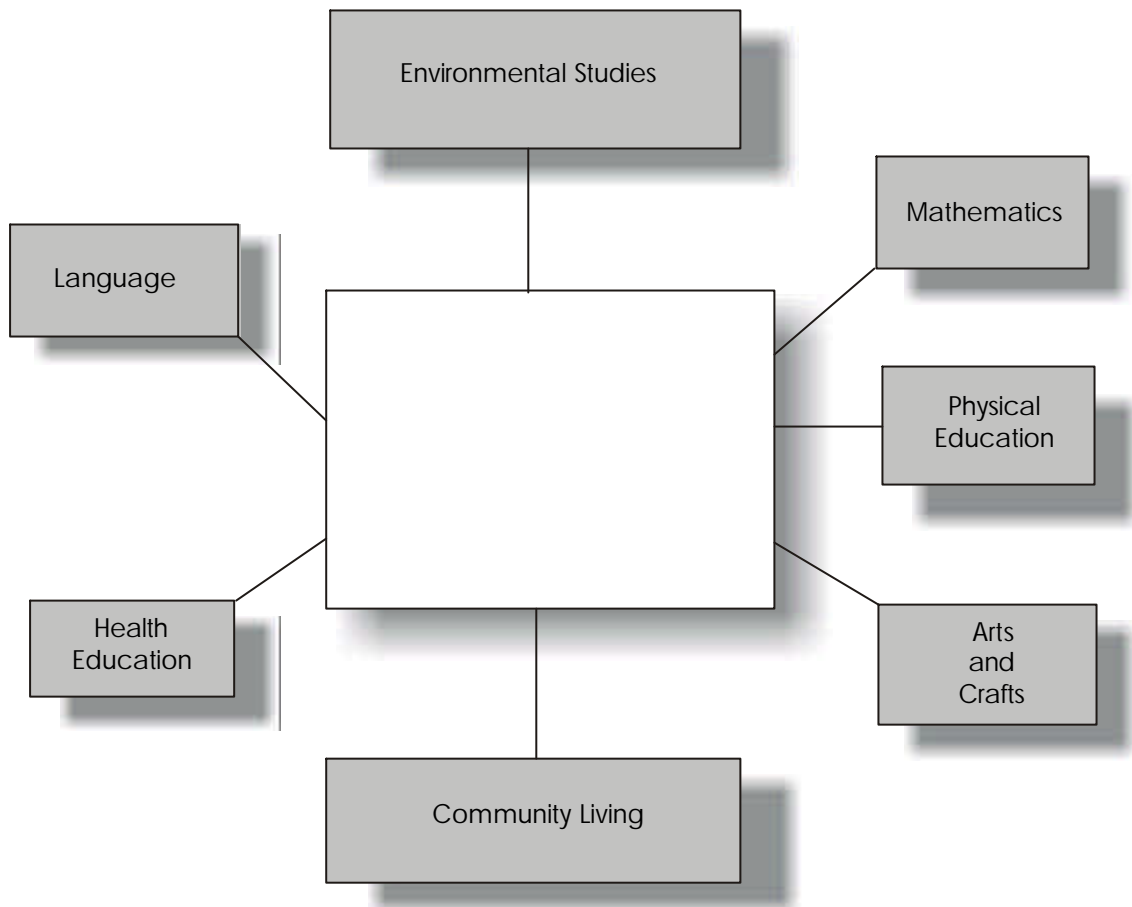 Environmental Studies
Mathematics
Language
Physical
Education
Health
Education
Arts
and
Crafts
Community Living